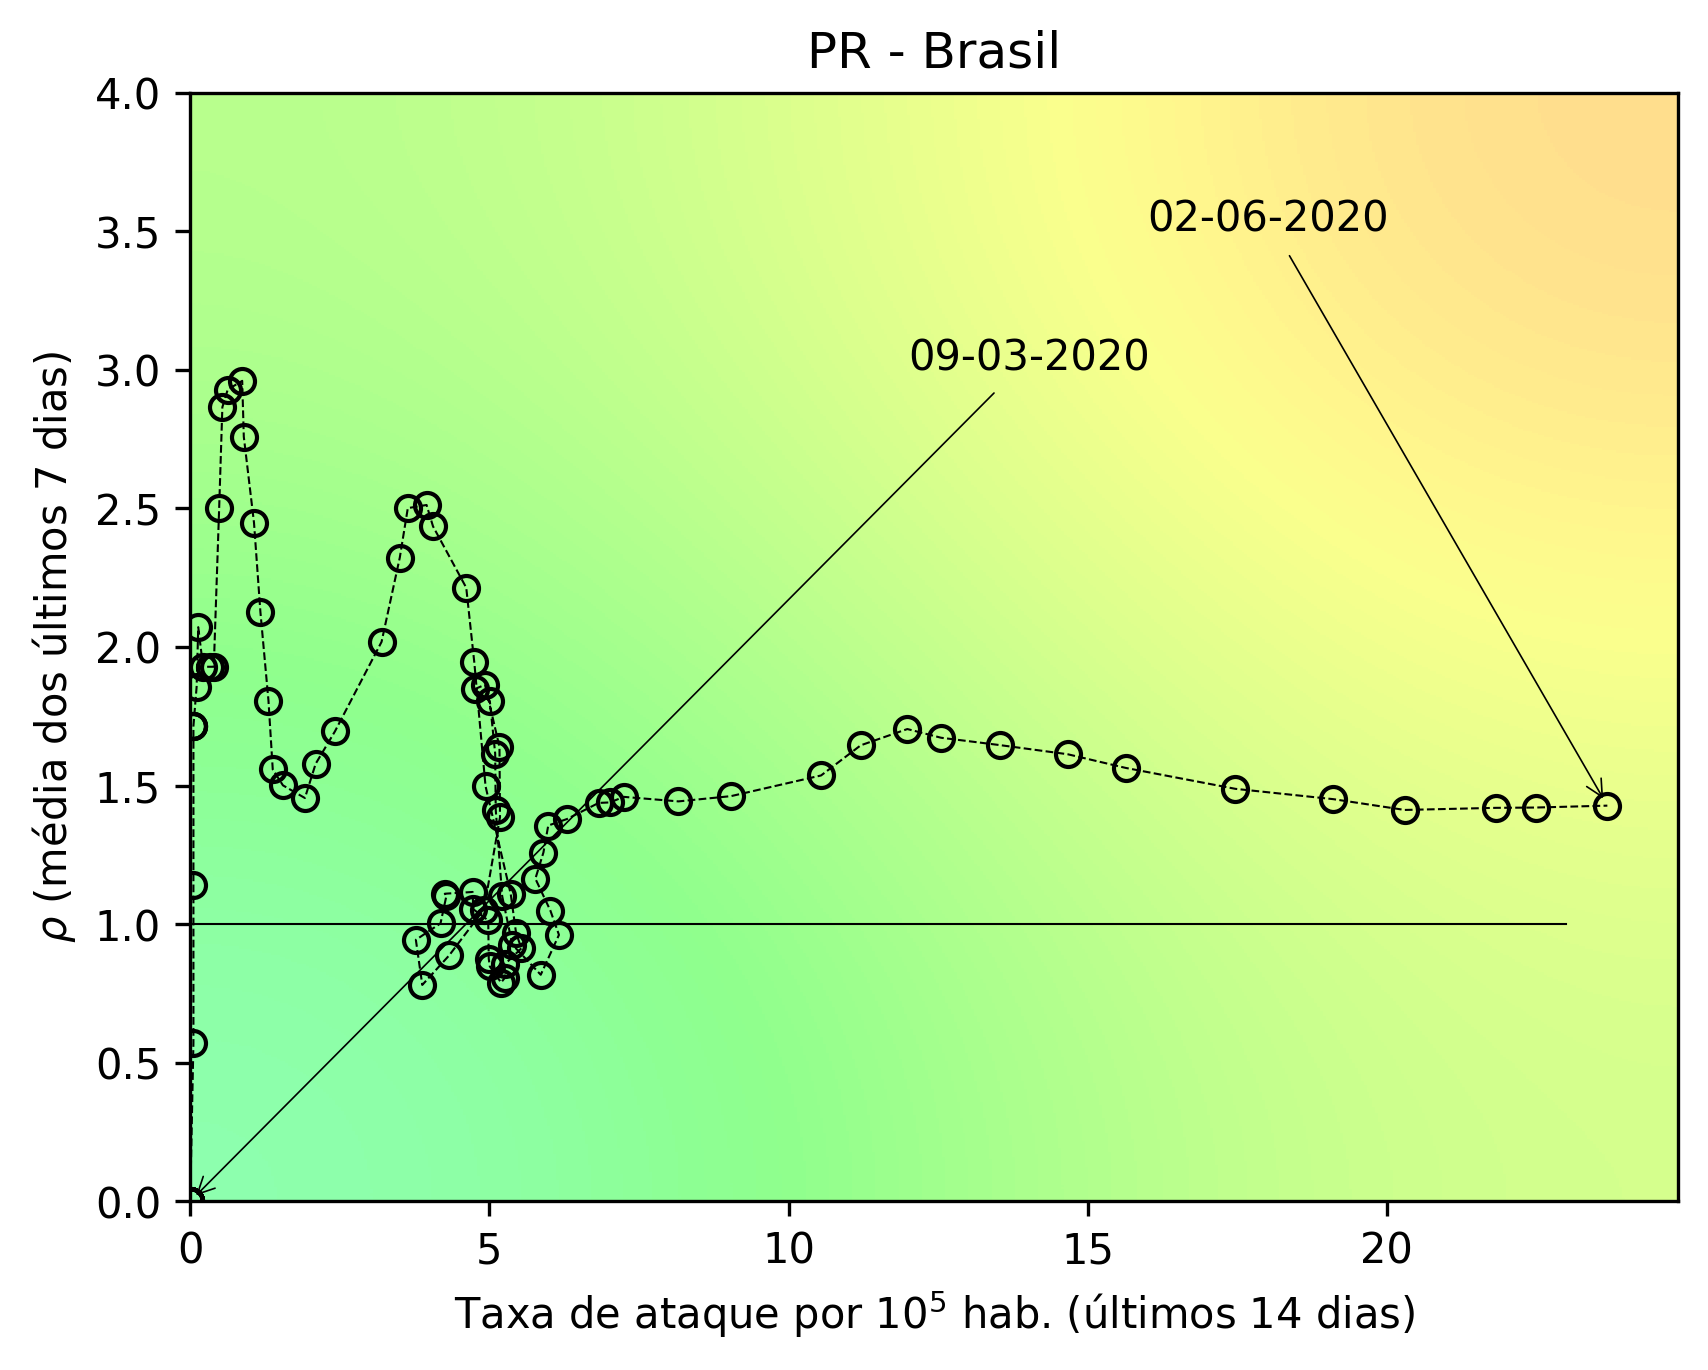 PR - Brasil
4.0
3.5
3.0
2.5
2.0
1.5
1.0
0.5
0.0
ρ (média dos últimos 7 dias)
02-06-2020
09-03-2020
0 5 10 15 20
Taxa de ataque por 10⁵ hab. (últimos 14 dias)